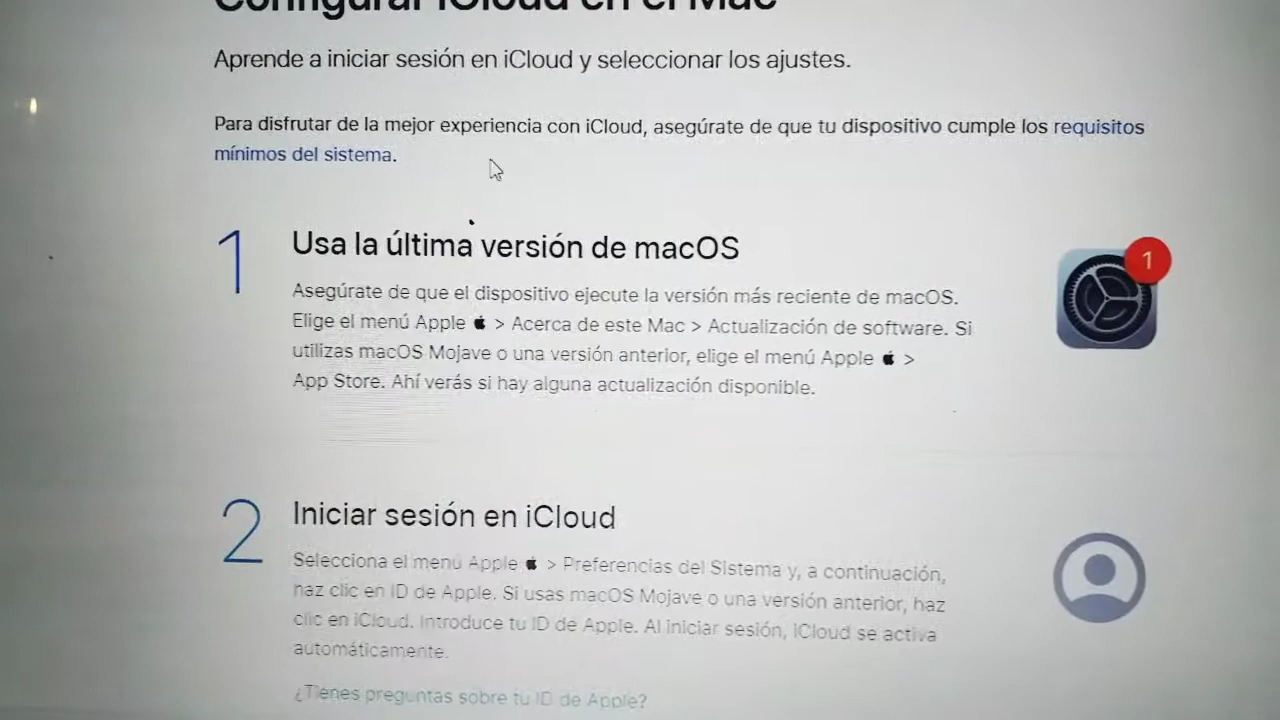 Configurar iCloud en el Mac
Aprende a iniciar sesión en iCloud y seleccionar los ajustes.
Para disfrutar de la mejor experiencia con iCloud, asegúrate de que tu dispositivo cumple los requisitos
mínimos del sistema.
1
Usa la última versión de macOS
1
Asegúrate de que el dispositivo ejecute la versión más reciente de macOS.
Elige el menú Apple  > Acerca de este Mac > Actualización de software. Si
utilizas macOS Mojave o una versión anterior, elige el menú Apple  >
App Store. Ahí verás si hay alguna actualización disponible.
2
Iniciar sesión en iCloud
Selecciona el menú Apple  > Preferencias del Sistema y, a continuación,
haz clic en ID de Apple. Si usas macOS Mojave o una versión anterior, haz
clic en iCloud. Introduce tu ID de Apple. Al iniciar sesión, iCloud se activa
automáticamente.
¿Tienes preguntas sobre tu ID de Apple?